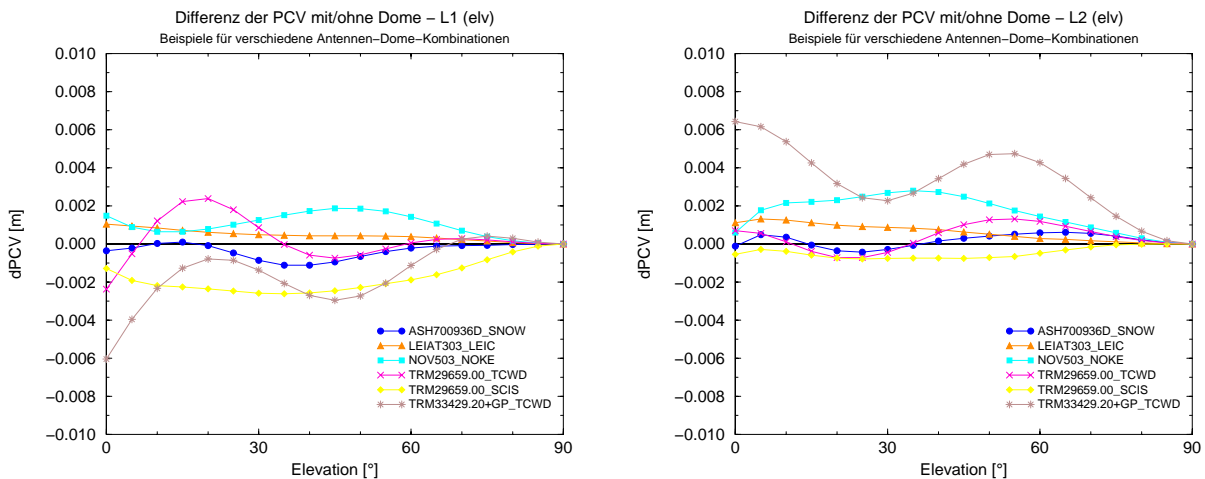 Differenz der PCV mit/ohne Dome − L1 (elv)
Beispiele für verschiedene Antennen−Dome−Kombinationen
0.010
0.008
0.006
0.004
0.002
0.000
−0.002
−0.004
−0.006
−0.008
−0.010
dPCV [m]
0
30
60
90
Elevation [°]
ASH700936D_SNOW
LEIAT303_LEIC
NOV503_NOKE
TRM29659.00_TCWD
TRM29659.00_SCIS
TRM33429.20+GP_TCWD
Differenz der PCV mit/ohne Dome − L2 (elv)
Beispiele für verschiedene Antennen−Dome−Kombinationen
0.010
0.008
0.006
0.004
0.002
0.000
−0.002
−0.004
−0.006
−0.008
−0.010
dPCV [m]
0
30
60
90
Elevation [°]
ASH700936D_SNOW
LEIAT303_LEIC
NOV503_NOKE
TRM29659.00_TCWD
TRM29659.00_SCIS
TRM33429.20+GP_TCWD